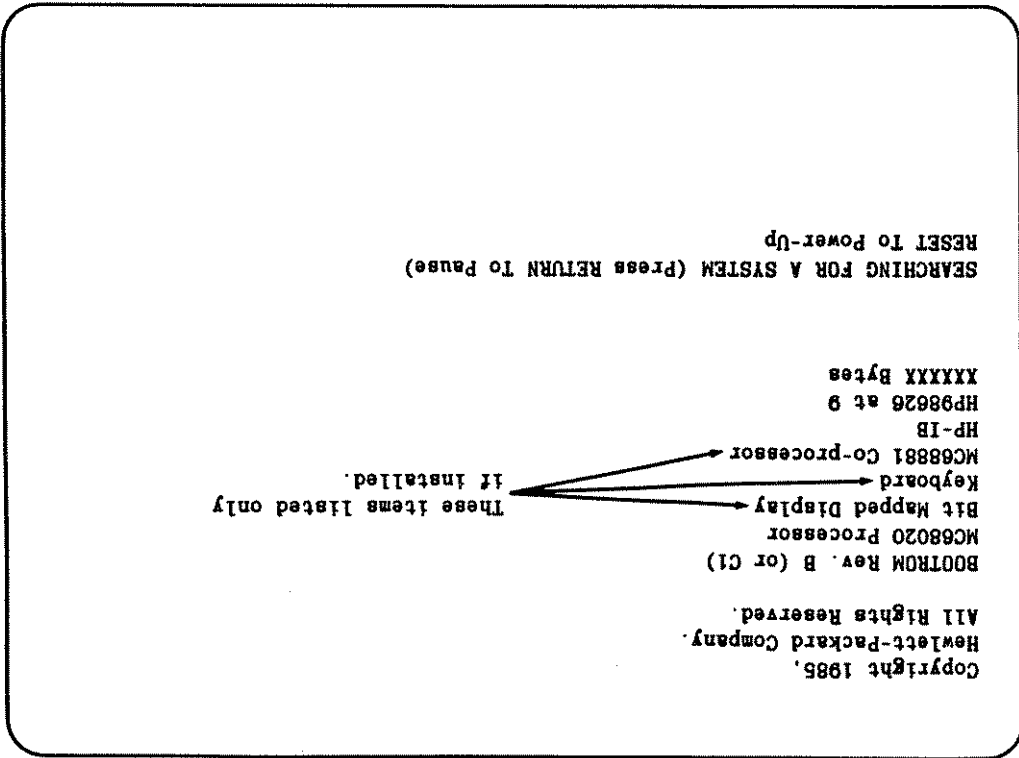 Copyright 1985,
Hewlett-Packard Company.
All Rights Reserved.
BOOTROM Rev. B (or C1)
MC68020 Processor
Bit Mapped Display
Keyboard
MC68881 Co-processor
These items listed only
if installed.
HP-IB
HP98626 at 9
XXXXXX Bytes
SEARCHING FOR A SYSTEM (Press RETURN To Pause)
RESET To Power-Up